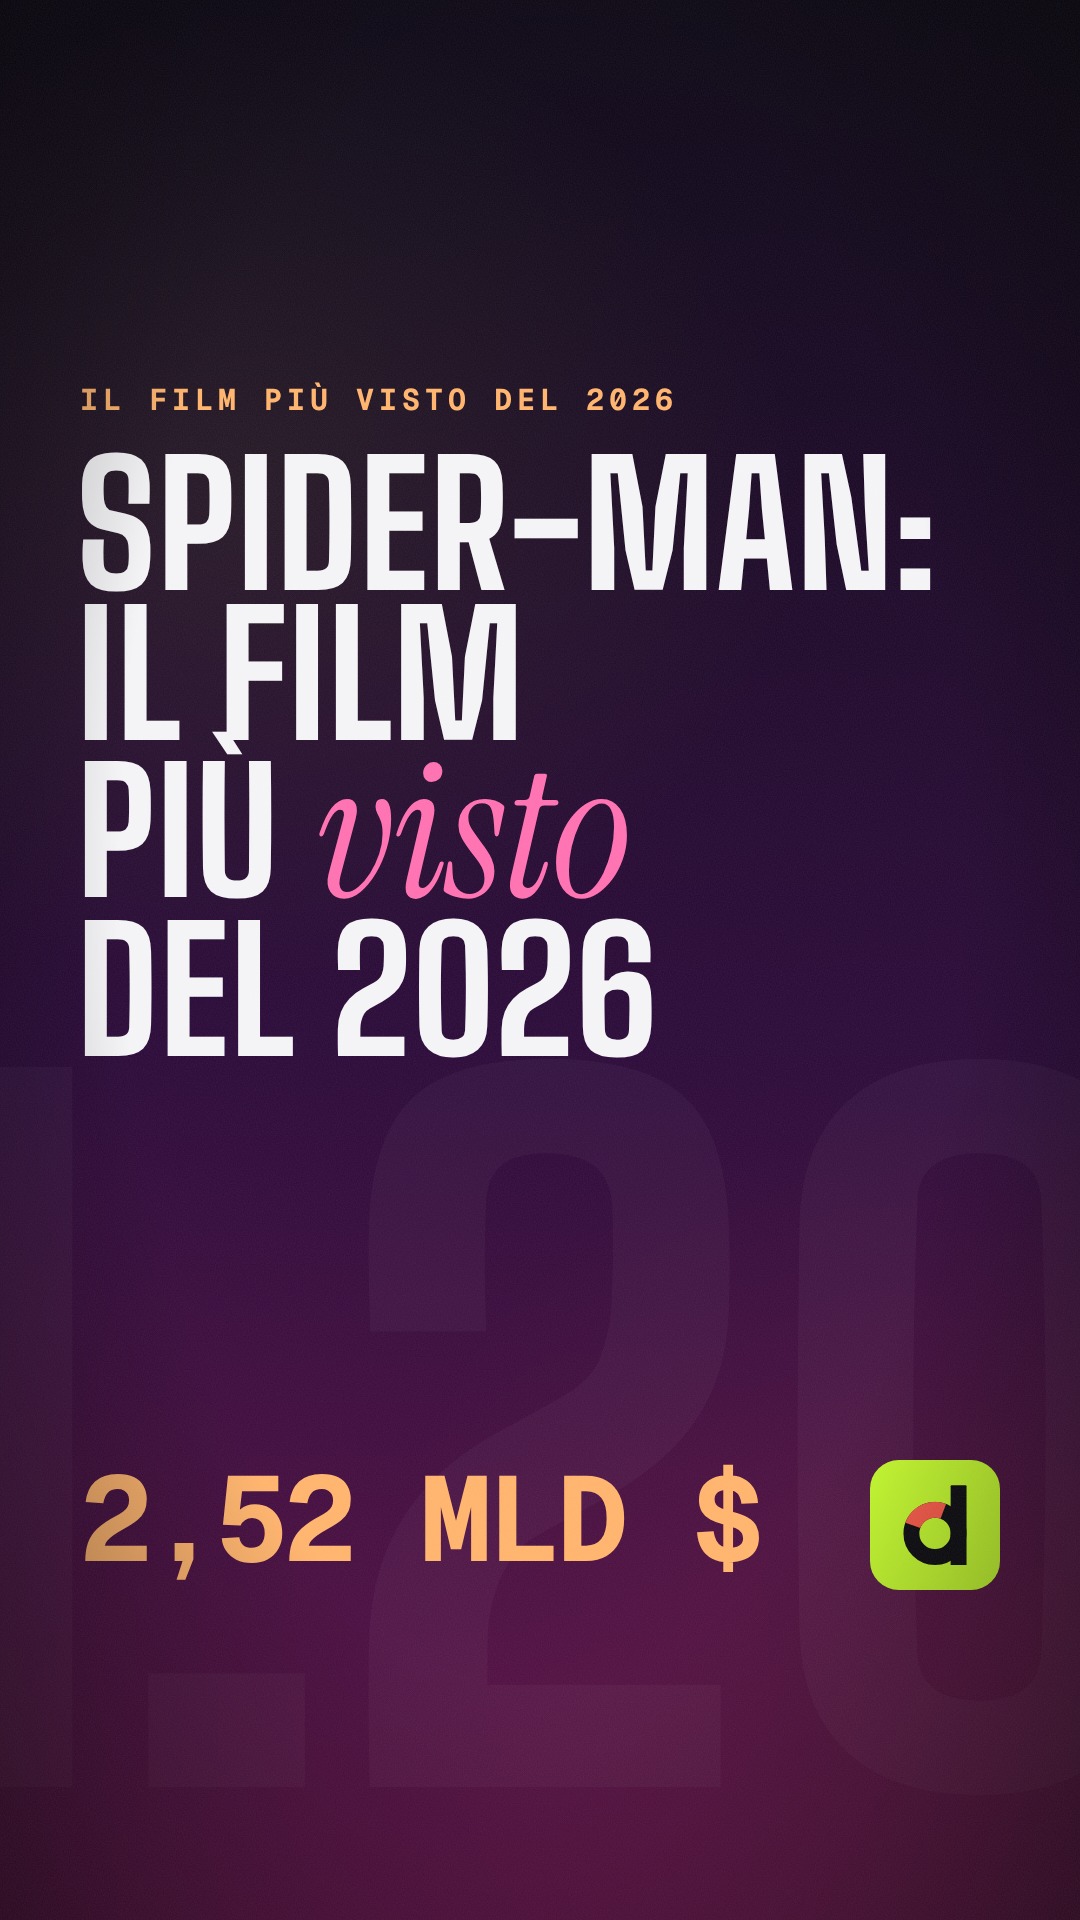 IL FILM PIÙ VISTO DEL 2026
SPIDER-MAN:
IL FILM
PIÙ visto
DEL 2026
2,52 MLD $
d